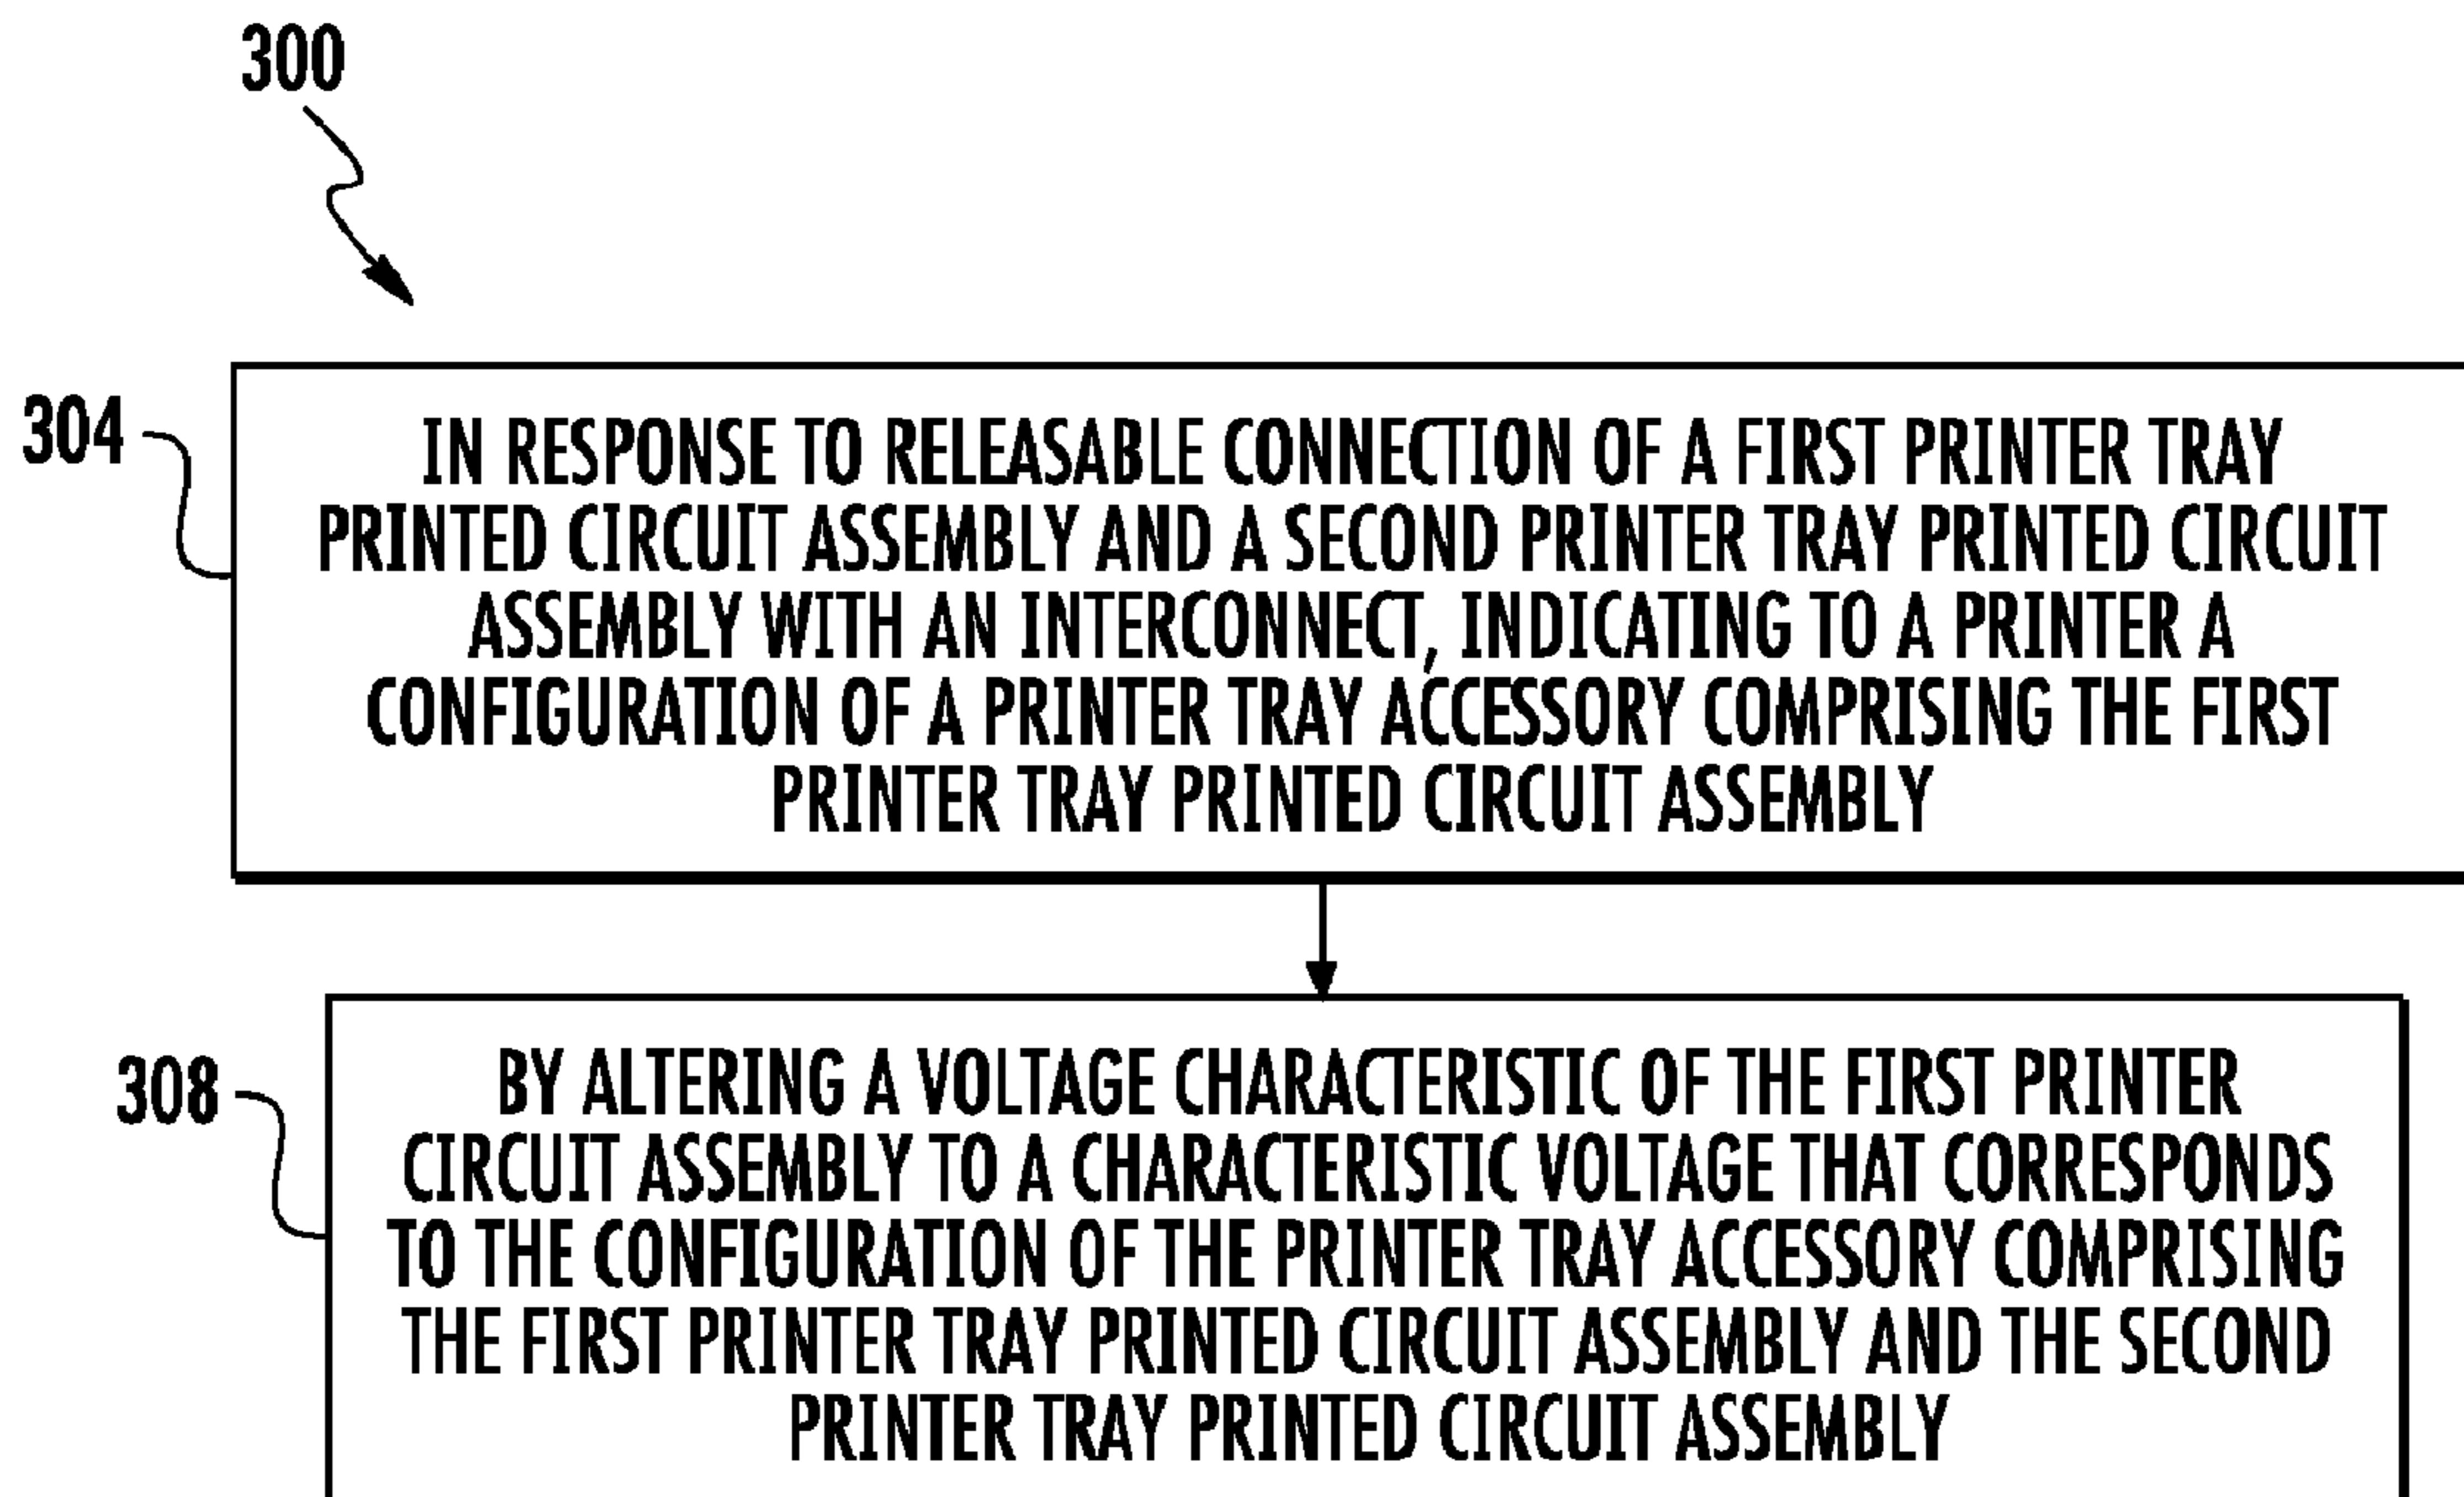 300
304
IN RESPONSE TO RELEASABLE CONNECTION OF A FIRST PRINTER TRAY
PRINTED CIRCUIT ASSEMBLY AND A SECOND PRINTER TRAY PRINTED CIRCUIT
ASSEMBLY WITH AN INTERCONNECT, INDICATING TO A PRINTER A
CONFIGURATION OF A PRINTER TRAY ACCESSORY COMPRISING THE FIRST
PRINTER TRAY PRINTED CIRCUIT ASSEMBLY
308
BY ALTERING A VOLTAGE CHARACTERISTIC OF THE FIRST PRINTER
CIRCUIT ASSEMBLY TO A CHARACTERISTIC VOLTAGE THAT CORRESPONDS
TO THE CONFIGURATION OF THE PRINTER TRAY ACCESSORY COMPRISING
THE FIRST PRINTER TRAY PRINTED CIRCUIT ASSEMBLY AND THE SECOND
PRINTER TRAY PRINTED CIRCUIT ASSEMBLY